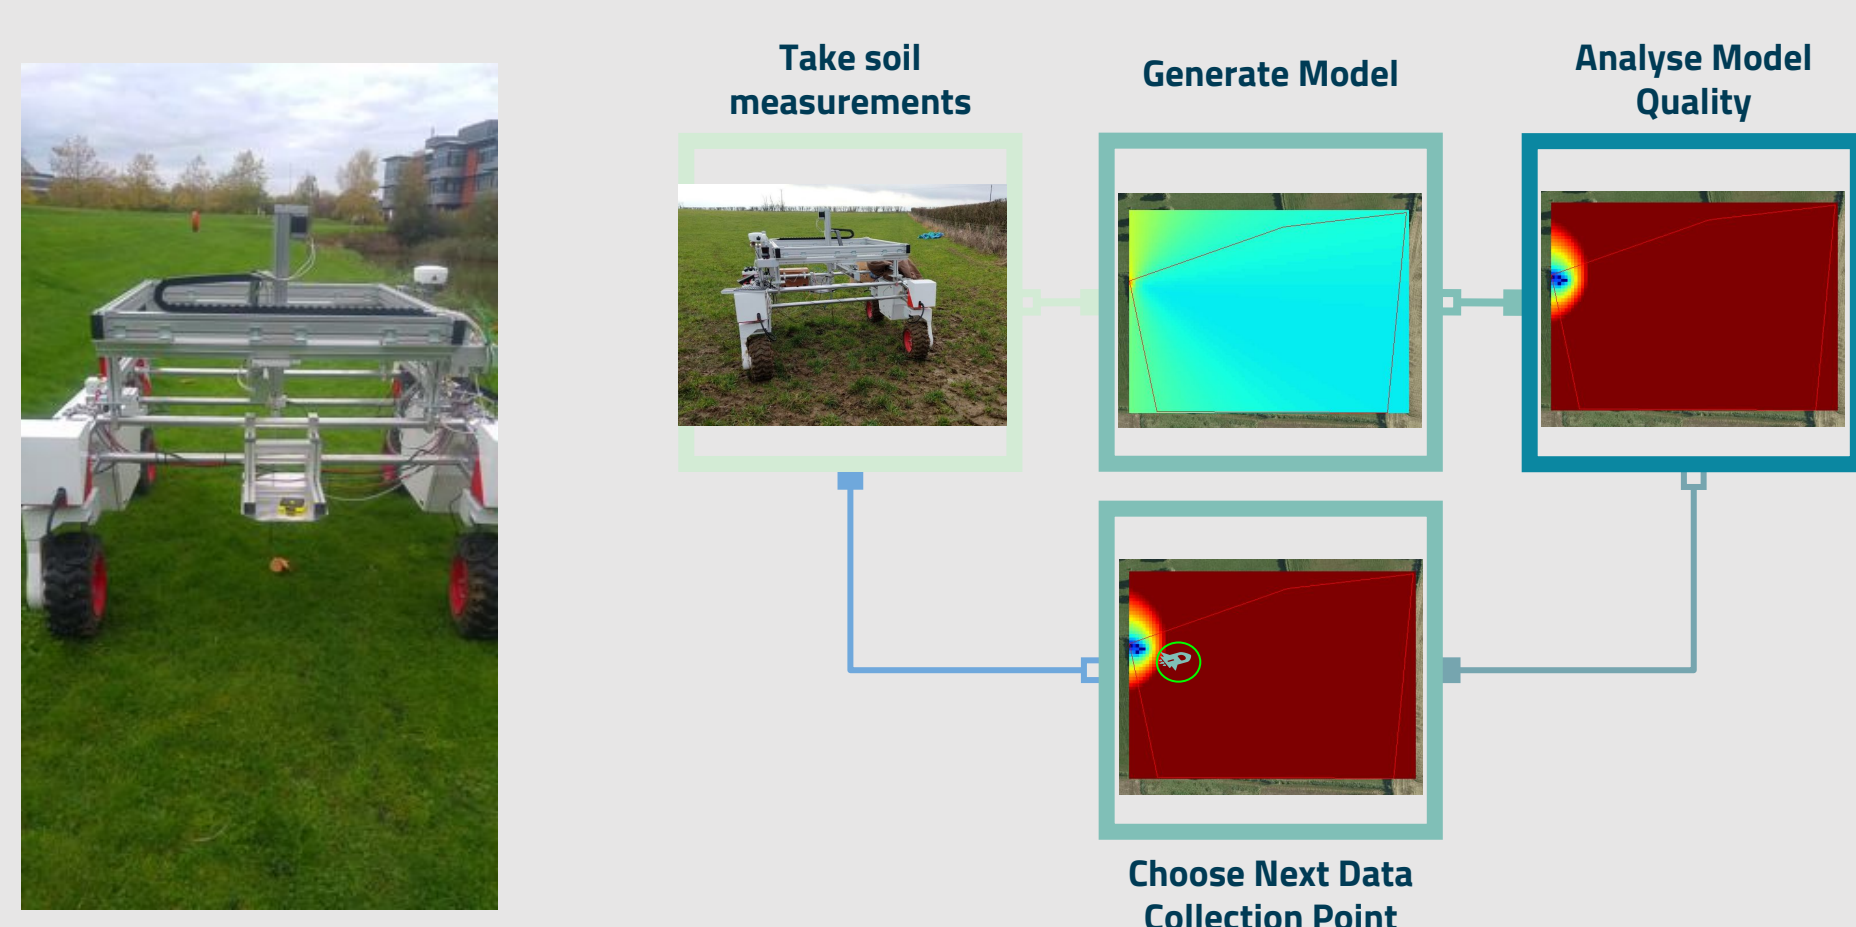 Take soil
measurements
Generate Model
Analyse Model
Quality
Choose Next Data
Collection Point